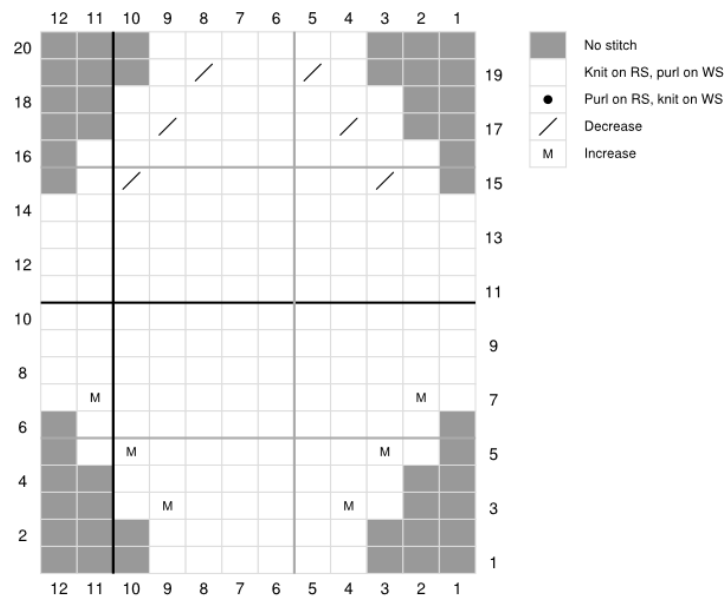 12 11 10 9 8 7 6 5 4 3 2 1
20
No stitch
19
Knit on RS, purl on WS
18
Purl on RS, knit on WS
17
Decrease
16
M Increase
15
14
13
12
11
10
9
8
M M 7
6
M M 5
4
M M 3
2
1
12 11 10 9 8 7 6 5 4 3 2 1